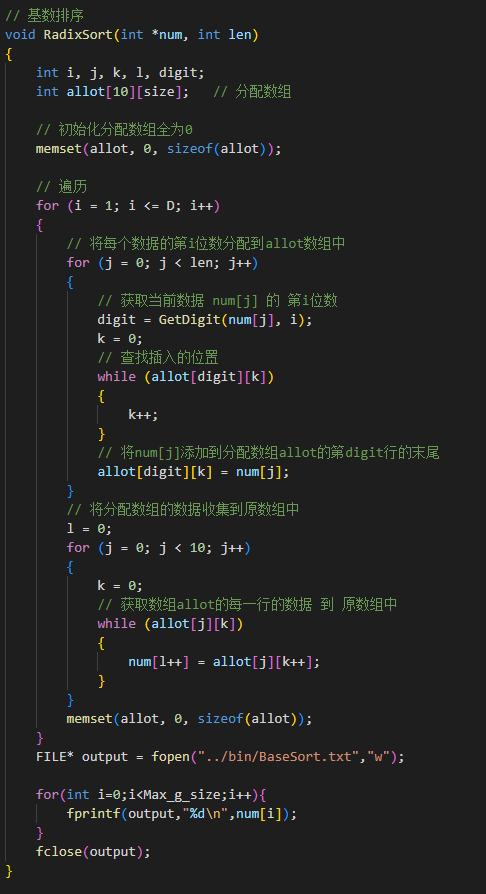 // 基数排序
void RadixSort(int *num, int len)
{
    int i, j, k, l, digit;
    int allot[10][size];   // 分配数组

    // 初始化分配数组全为0
    memset(allot, 0, sizeof(allot));

    // 遍历
    for (i = 1; i <= D; i++)
    {
        // 将每个数据的第i位数分配到allot数组中
        for (j = 0; j < len; j++)
        {
            // 获取当前数据 num[j] 的 第i位数
            digit = GetDigit(num[j], i);
            k = 0;
            // 查找插入的位置
            while (allot[digit][k])
            {
                k++;
            }
            // 将num[j]添加到分配数组allot的第digit行的末尾
            allot[digit][k] = num[j];
        }
        // 将分配数组的数据收集到原数组中
        l = 0;
        for (j = 0; j < 10; j++)
        {
            k = 0;
            // 获取数组allot的每一行的数据 到 原数组中
            while (allot[j][k])
            {
                num[l++] = allot[j][k++];
            }
        }
        memset(allot, 0, sizeof(allot));
    }
    FILE* output = fopen("../bin/BaseSort.txt","w");

    for(int i=0;i<Max_g_size;i++){
        fprintf(output,"%d\n",num[i]);
    }
    fclose(output);
}